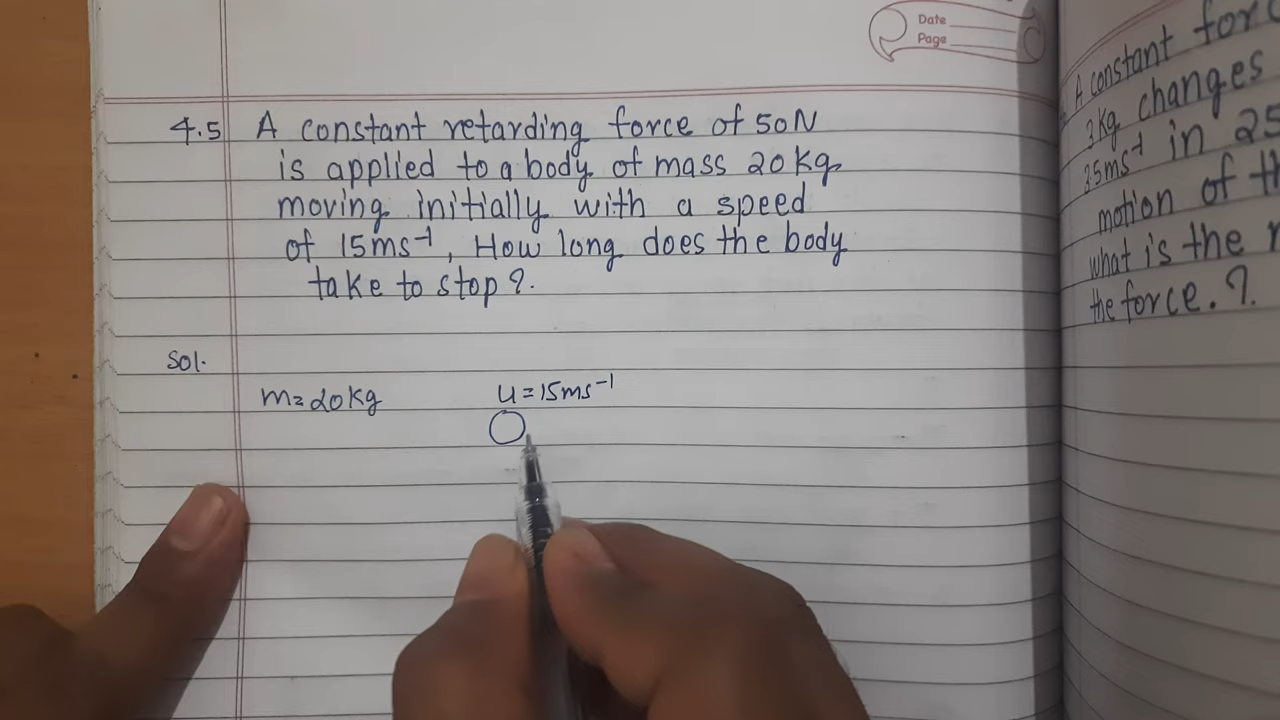 Date
Page
4.5 A constant retarding force of 50N
is applied to a body of mass 20kg
moving initially with a speed
of 15ms⁻¹, How long does the body
take to stop?.
Sol.
m=20kg u=15ms⁻¹
A constant forc
3kg changes
ms⁻¹ in 25
motion of th
what is the r
the force.?.